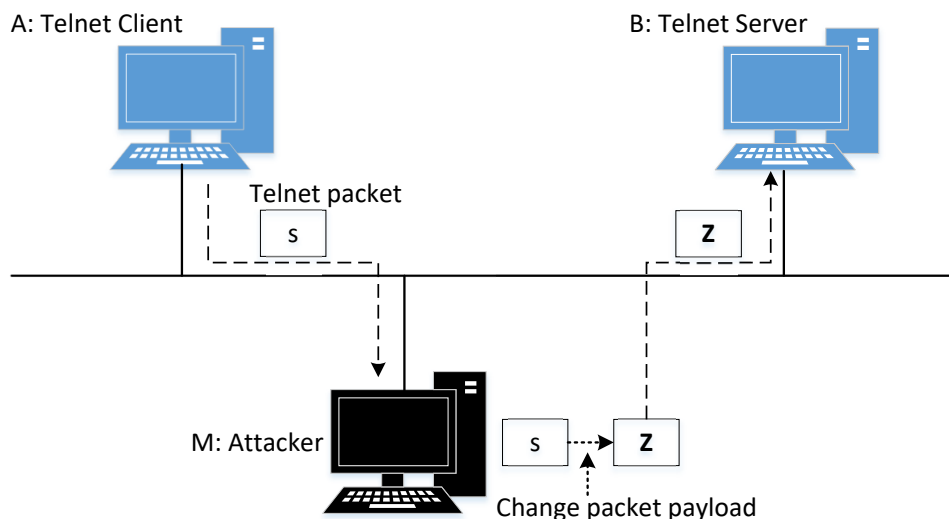 A: Telnet Client
B: Telnet Server
Telnet packet
s
Z
M: Attacker
s
Z
Change packet payload